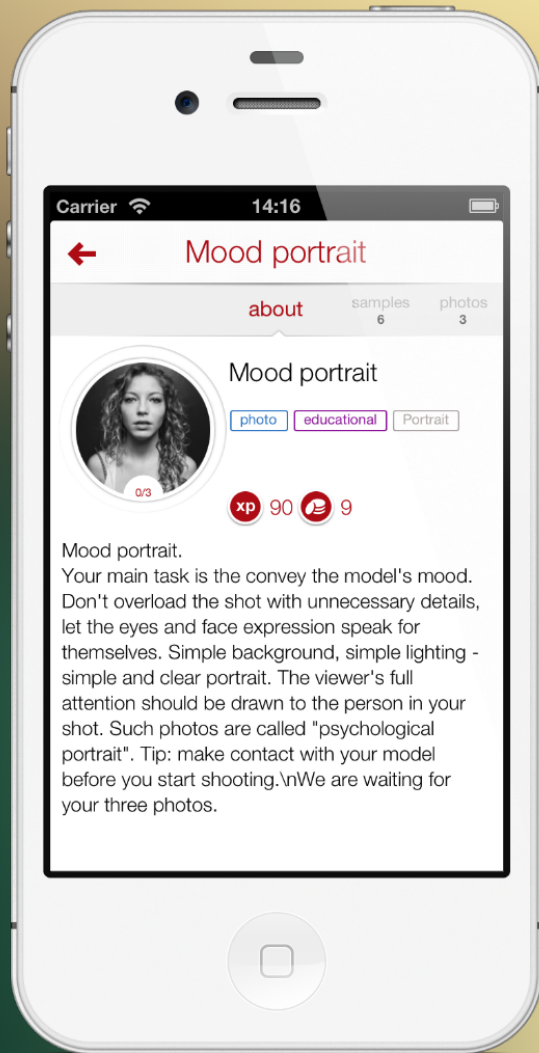 Carrier 14:16
Mood portrait
about samples photos
6 3
Mood portrait
photo educational Portrait
0/3
xp 90 9
Mood portrait.
Your main task is the convey the model's mood.
Don't overload the shot with unnecessary details,
let the eyes and face expression speak for
themselves. Simple background, simple lighting -
simple and clear portrait. The viewer's full
attention should be drawn to the person in your
shot. Such photos are called "psychological
portrait". Tip: make contact with your model
before you start shooting.\nWe are waiting for
your three photos.